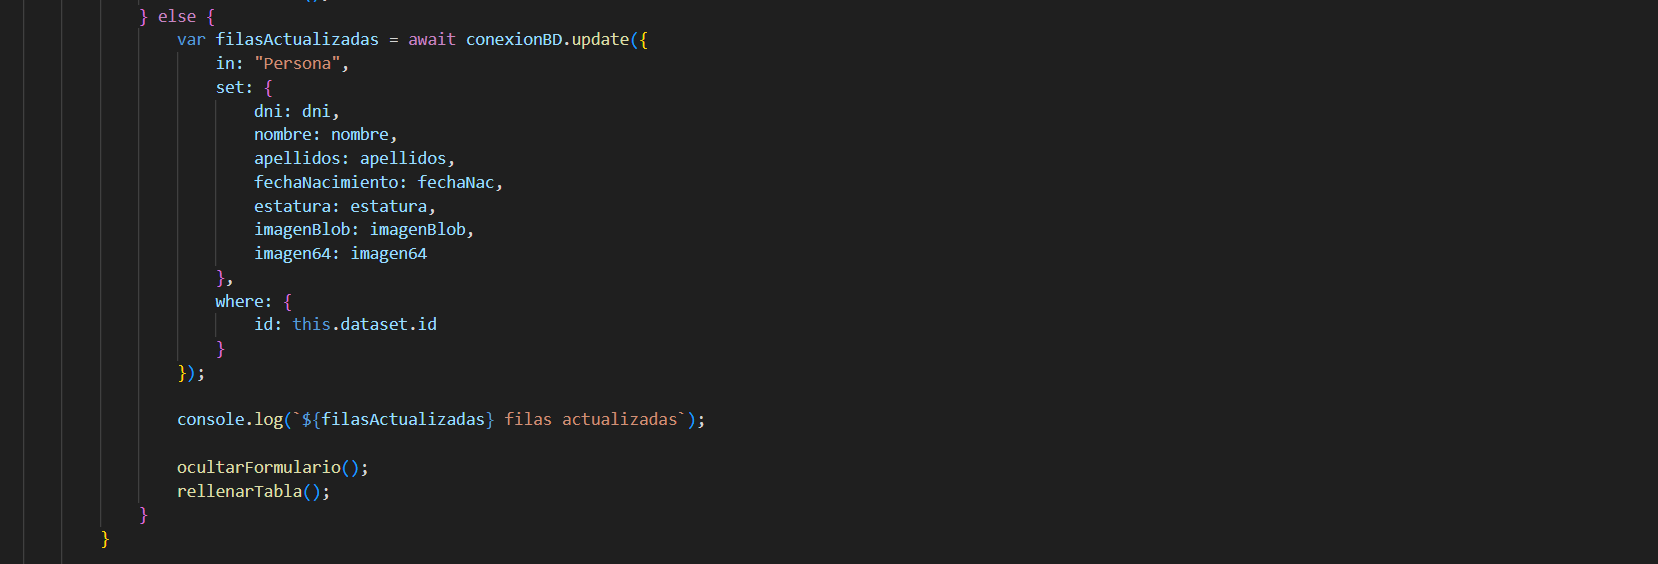 } else {
var filasActualizadas = await conexionBD.update({
in: "Persona",
set: {
dni: dni,
nombre: nombre,
apellidos: apellidos,
fechaNacimiento: fechaNac,
estatura: estatura,
imagenBlob: imagenBlob,
imagen64: imagen64
},
where: {
id: this.dataset.id
}
});
console.log(`${filasActualizadas} filas actualizadas`);
ocultarFormulario();
rellenarTabla();
}
}